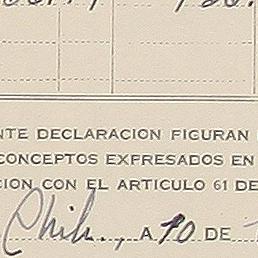 NTE DECLARACION FIGURAN
CONCEPTOS EXPRESADOS EN
CION CON EL ARTICULO 61 DE
Chih., A 10 DE